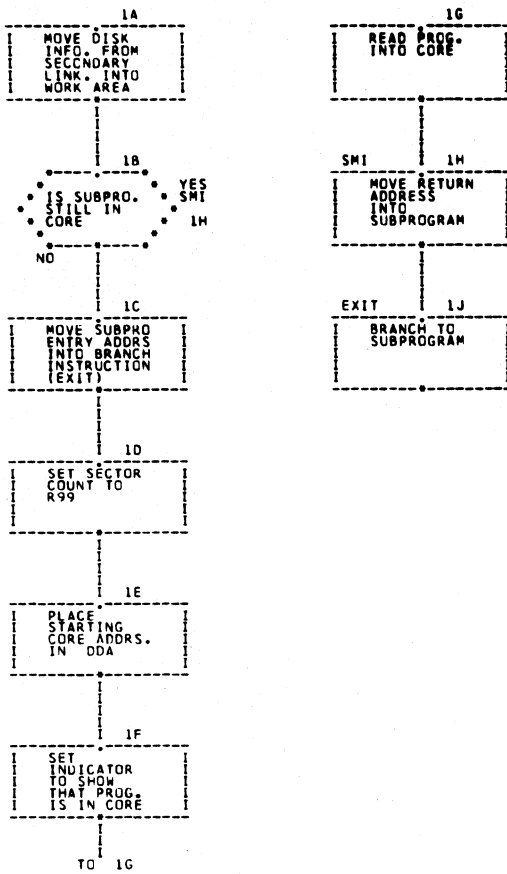 1A
MOVE DISK
INFO. FROM
SECCNDARY
LINK. INTO
WORK AREA
1B
IS SUBPRO.
STILL IN
CORE
YES
SMI
1H
NO
1C
MOVE SUBPRO
ENTRY ADDRS
INTO BRANCH
INSTRUCTION
(EXIT)
1D
SET SECTOR
COUNT TO
R99
1E
PLACE
STARTING
CORE ADDRS.
IN DDA
1F
SET
INDICATOR
TO SHOW
THAT PROG.
IS IN CORE
TO 1G
1G
READ PROG.
INTO CORE
SMI 1H
MOVE RETURN
ADDRESS
INTO
SUBPROGRAM
EXIT 1J
BRANCH TO
SUBPROGRAM